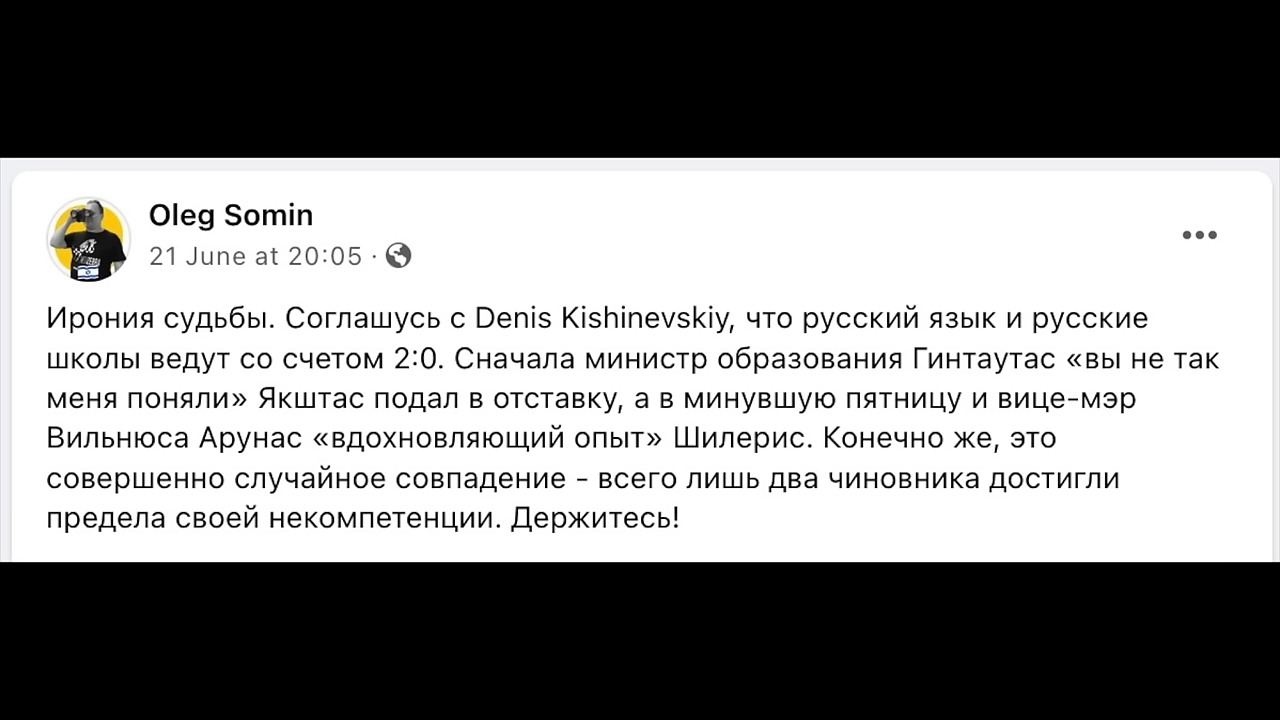 Oleg Somin
21 June at 20:05 ·
Ирония судьбы. Соглашусь с Denis Kishinevskiy, что русский язык и русские
школы ведут со счетом 2:0. Сначала министр образования Гинтаутас «вы не так
меня поняли» Якштас подал в отставку, а в минувшую пятницу и вице-мэр
Вильнюса Арунас «вдохновляющий опыт» Шилерис. Конечно же, это
совершенно случайное совпадение - всего лишь два чиновника достигли
предела своей некомпетенции. Держитесь!